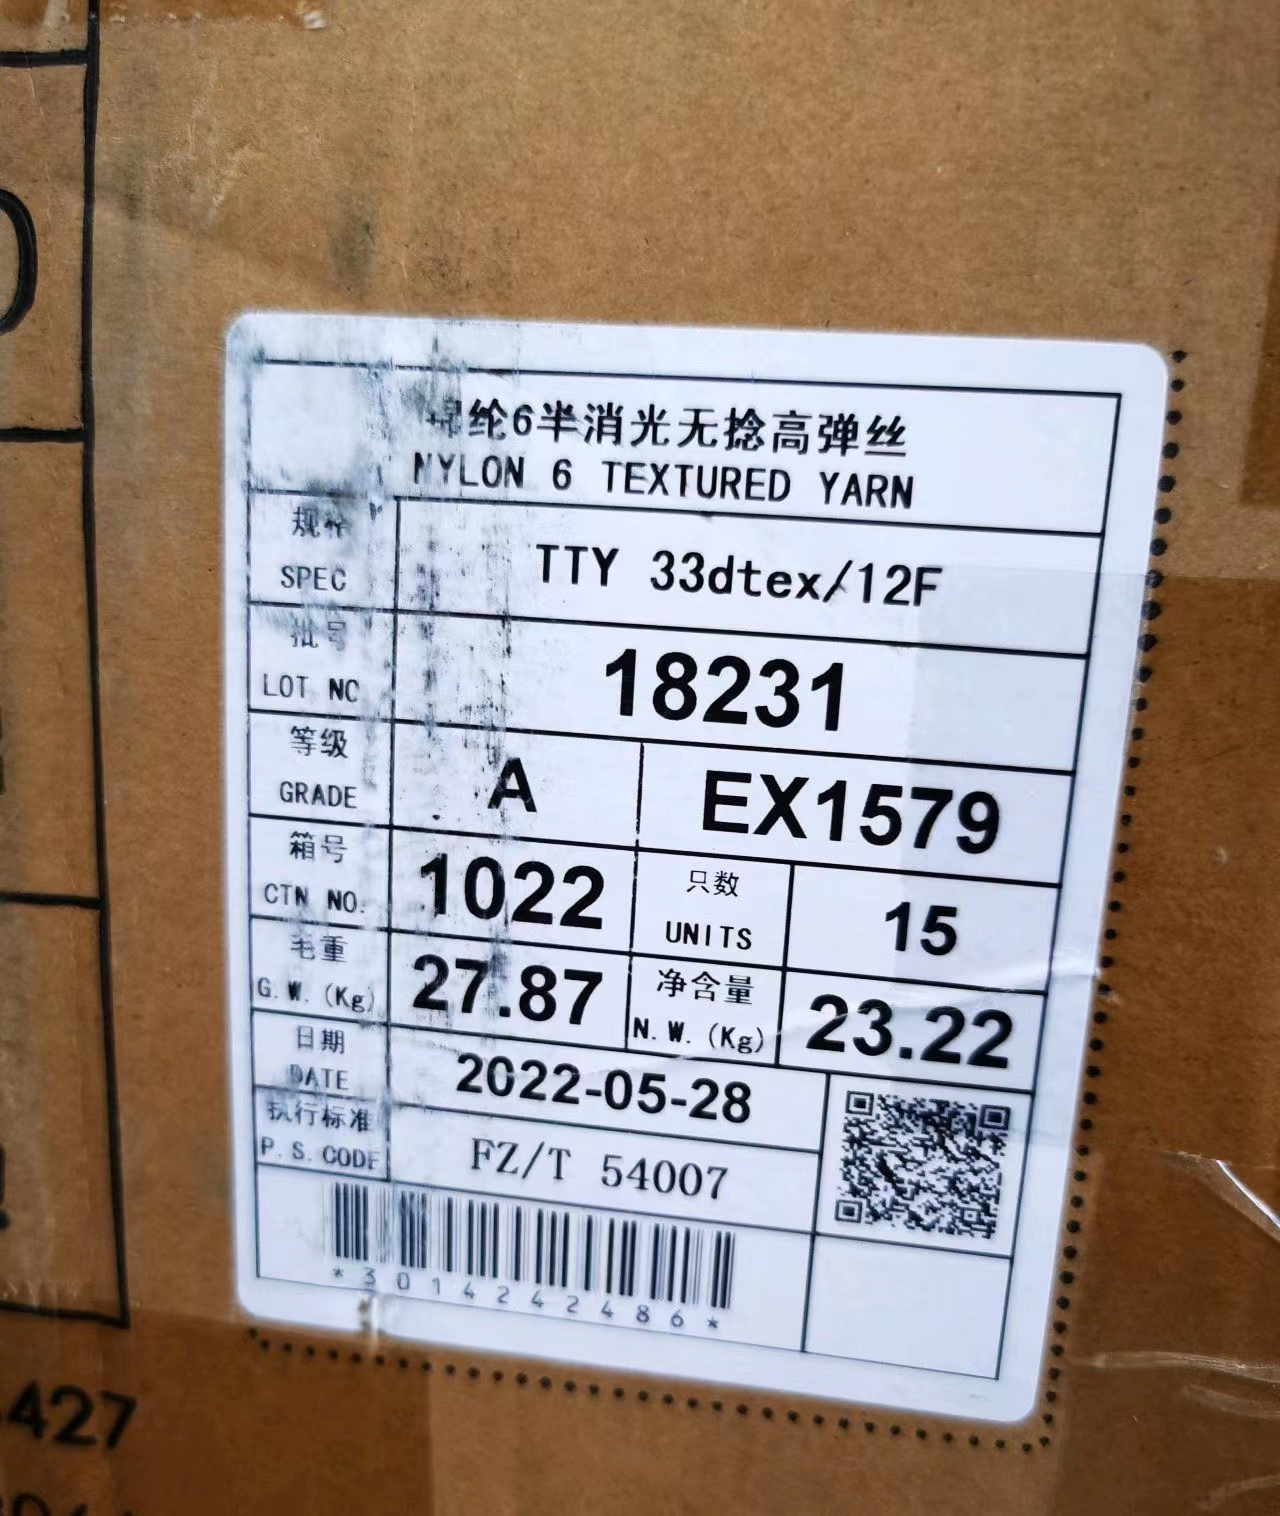 锦纶6半消光无捻高弹丝
NYLON 6 TEXTURED YARN
规格
SPEC
TTY 33dtex/12F
批号
LOT NO
18231
等级
GRADE
A
EX1579
箱号
CTN NO.
1022
只数
UNITS
15
毛重
G.W.(Kg)
27.87
净含量
N.W.(Kg)
23.22
日期
DATE
2022-05-28
执行标准
P.S.CODE
FZ/T 54007
*3014242486*
427